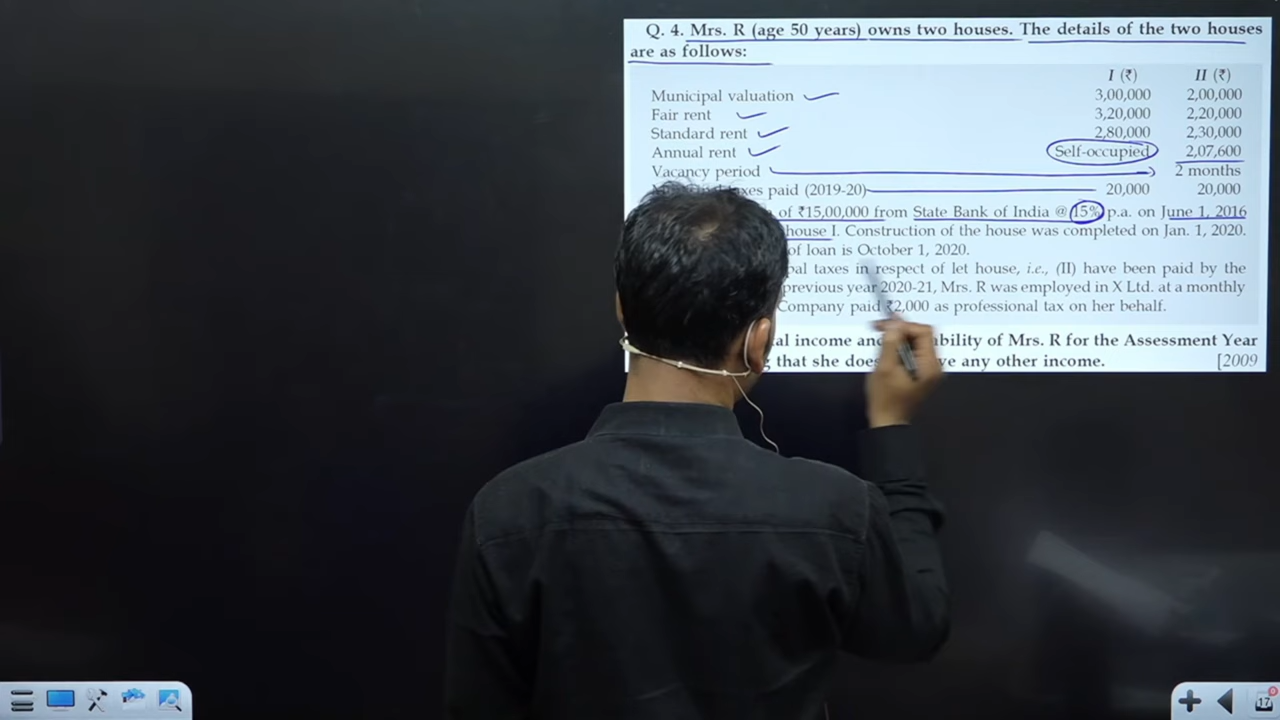 Q. 4. Mrs. R (age 50 years) owns two houses. The details of the two houses
are as follows:
I (₹) II (₹)
Municipal valuation 3,00,000 2,00,000
Fair rent 3,20,000 2,20,000
Standard rent 2,80,000 2,30,000
Annual rent Self-occupied 2,07,600
Vacancy period 2 months
paid (2019-20) 20,000 20,000
of ₹15,00,000 from State Bank of India @ 15% p.a. on June 1, 2016
house I. Construction of the house was completed on Jan. 1, 2020.
of loan is October 1, 2020.
taxes in respect of let house, i.e., (II) have been paid by the
previous year 2020-21, Mrs. R was employed in X Ltd. at a monthly
Company paid ₹2,000 as professional tax on her behalf.
income and of Mrs. R for the Assessment Year
that she any other income. [2009
17